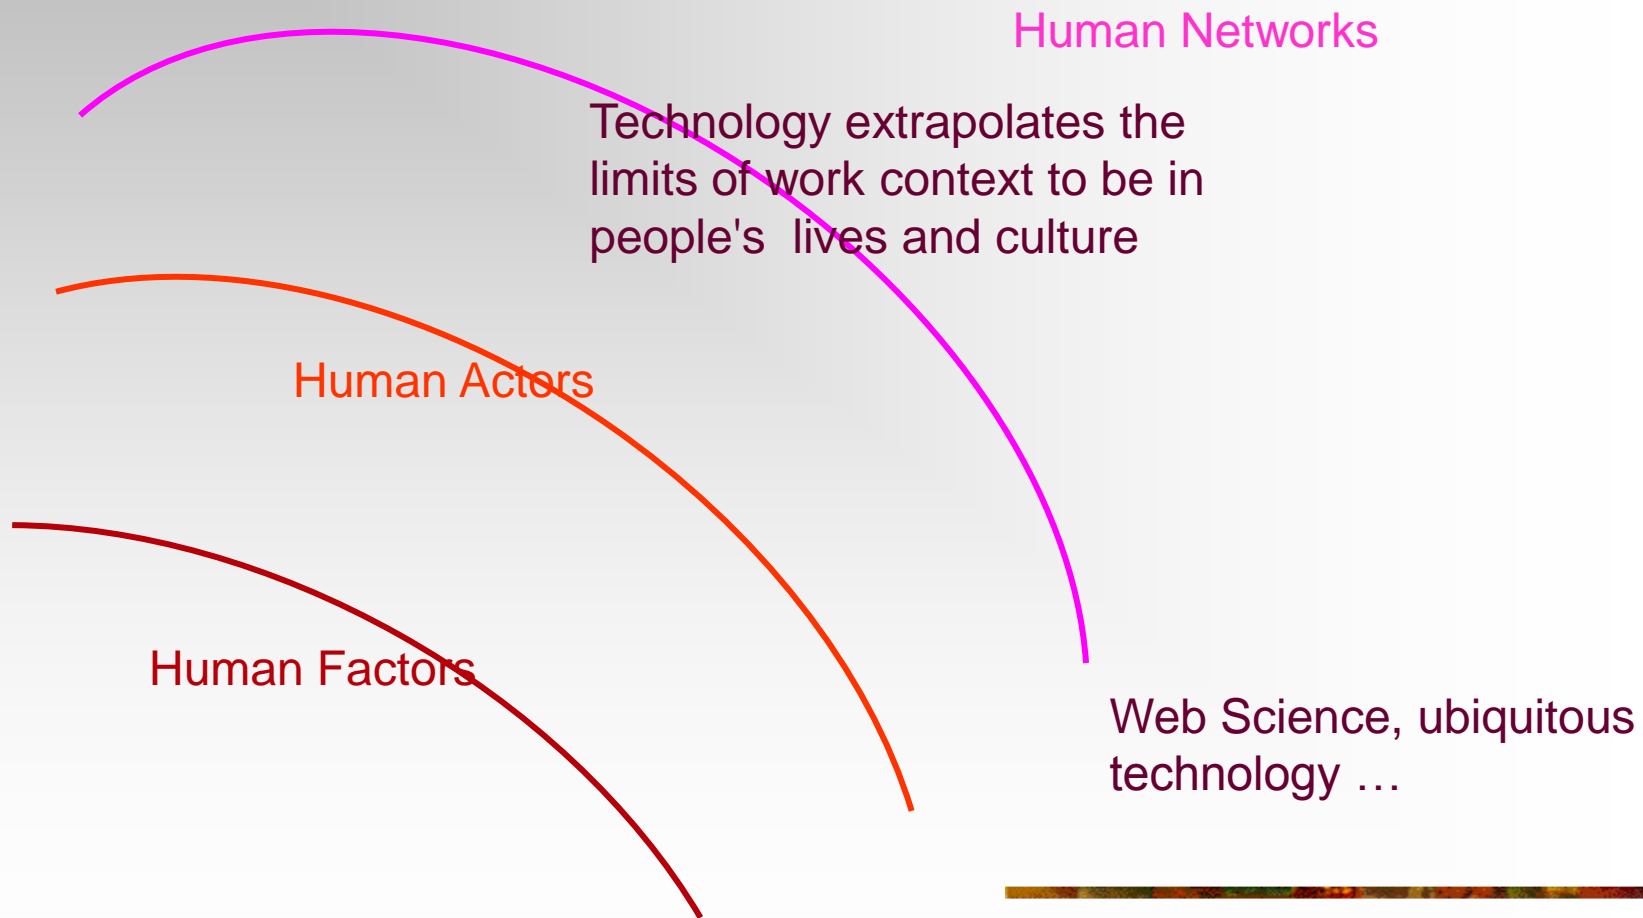 Human Networks
Technology extrapolates the
limits of work context to be in
people's  lives and culture
Human Actors
Human Factors
Web Science, ubiquitous
technology …